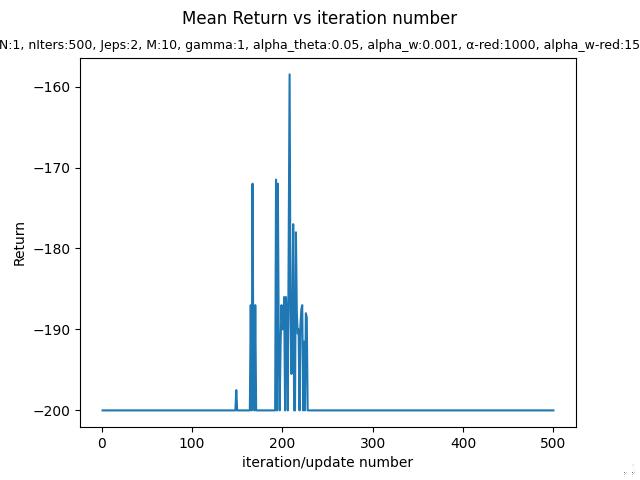 Mean Return vs iteration number
N:1, nIters:500, Jeps:2, M:10, gamma:1, alpha_theta:0.05, alpha_w:0.001, α-red:1000, alpha_w-red:15
−160
−170
−180
−190
−200
Return
0 100 200 300 400 500
iteration/update number